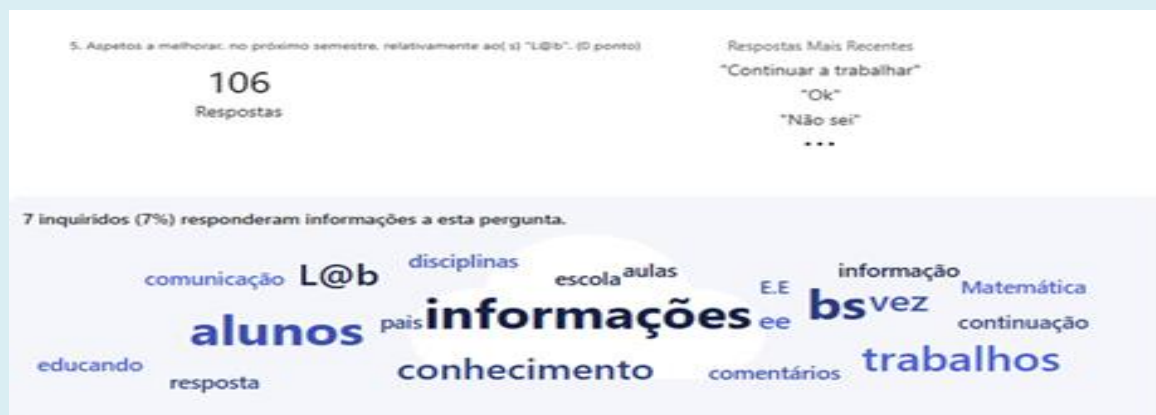 5. Aspetos a melhorar, no próximo semestre, relativamente ao( s) "L@b". (0 ponto)
106
Respostas
Respostas Mais Recentes
"Continuar a trabalhar"
"Ok"
"Não sei"
...
7 inquiridos (7%) responderam informações a esta pergunta.
comunicação L@b disciplinas escola aulas E.E informação Matemática
alunos pais informações ee bs vez continuação
educando resposta conhecimento comentários trabalhos